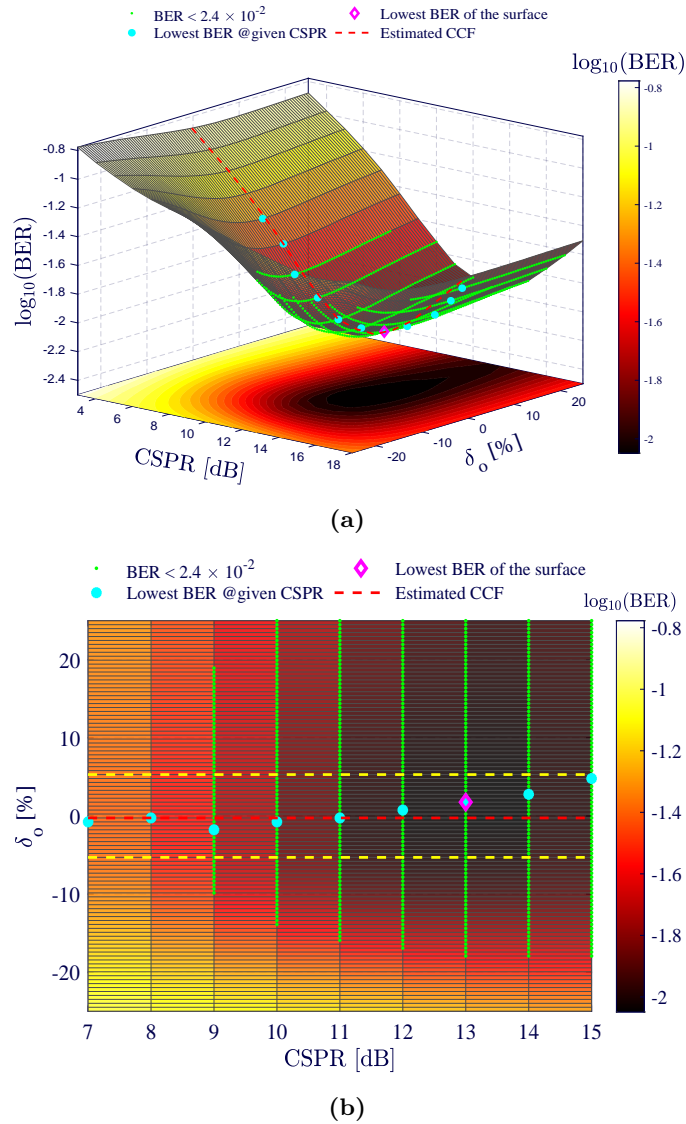 BER < 2.4 × 10⁻²
Lowest BER of the surface
Lowest BER @given CSPR
Estimated CCF
log₁₀(BER)
-0.8
-1
-1.2
-1.4
-1.6
-1.8
-2
-0.8
-1
-1.2
-1.4
-1.6
-1.8
-2
-2.2
-2.4
log₁₀(BER)
4
6
8
10
12
14
16
18
CSPR [dB]
-20
-10
0
10
20
δₒ [%]
(a)
BER < 2.4 × 10⁻²
Lowest BER of the surface
Lowest BER @given CSPR
Estimated CCF
log₁₀(BER)
-0.8
-1
-1.2
-1.4
-1.6
-1.8
-2
20
10
0
-10
-20
δₒ [%]
7
8
9
10
11
12
13
14
15
CSPR [dB]
(b)